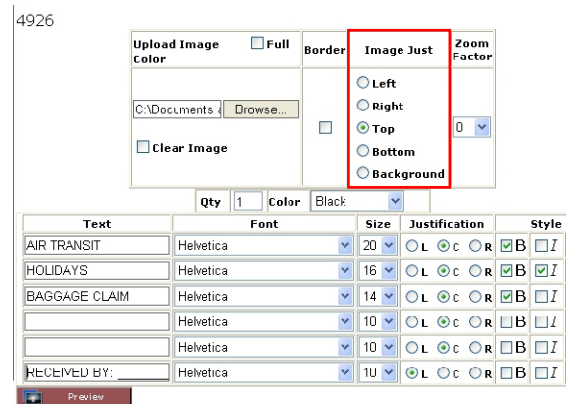 4926
Upload Image Full Border Image Just Zoom
Color Factor
Left
Right
C:\Documents Browse... Top 0
Clear Image Bottom
Background
Qty 1 Color Black
Text Font Size Justification Style
AIR TRANSIT Helvetica 20 L C R B I
HOLIDAYS Helvetica 16 L C R B I
BAGGAGE CLAIM Helvetica 14 L C R B I
Helvetica 10 L C R B I
Helvetica 10 L C R B I
RECEIVED BY: ______ Helvetica 10 L C R B I
Preview